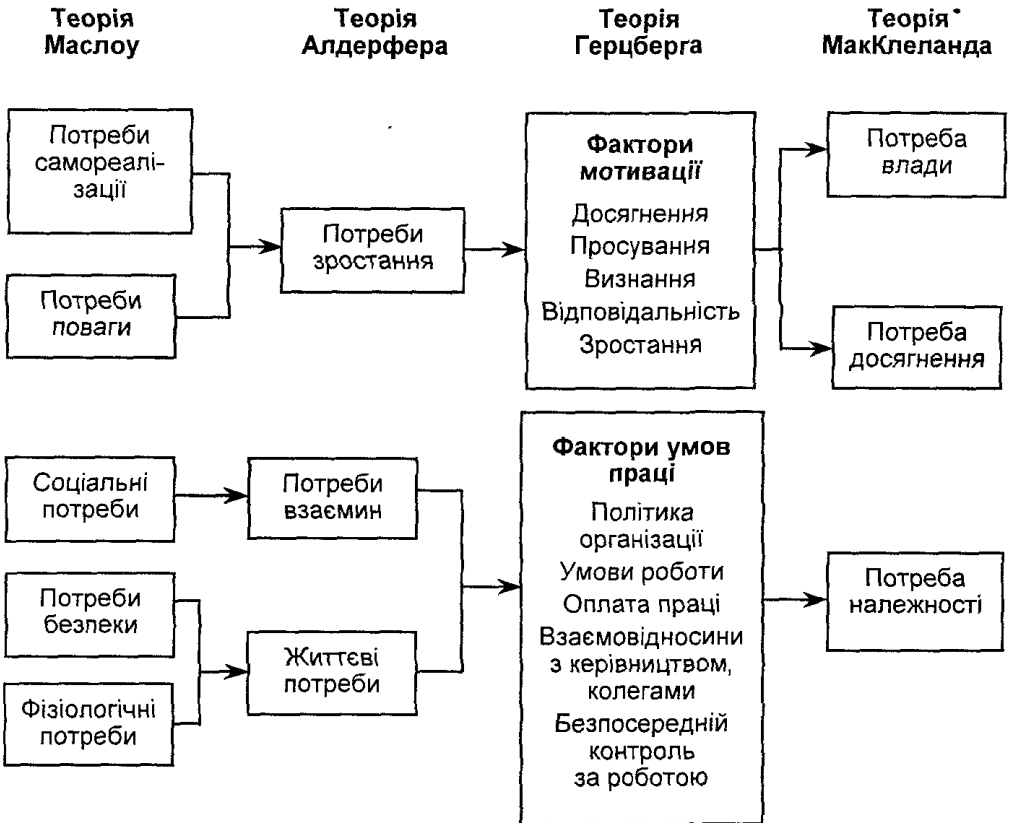 Теорія
Маслоу
Теорія
Алдерфера
Теорія
Герцберга
Теорія
МакКлеланда
Потреби
самореалі-
зації
Потреби
поваги
Потреби
зростання
Фактори
мотивації
Досягнення
Просування
Визнання
Відповідальність
Зростання
Потреба
влади
Потреба
досягнення
Соціальні
потреби
Потреби
безпеки
Фізіологічні
потреби
Потреби
взаємин
Життєві
потреби
Фактори умов
праці
Політика
організації
Умови роботи
Оплата праці
Взаємовідносини
з керівництвом,
колегами
Безпосередній
контроль
за роботою
Потреба
належності